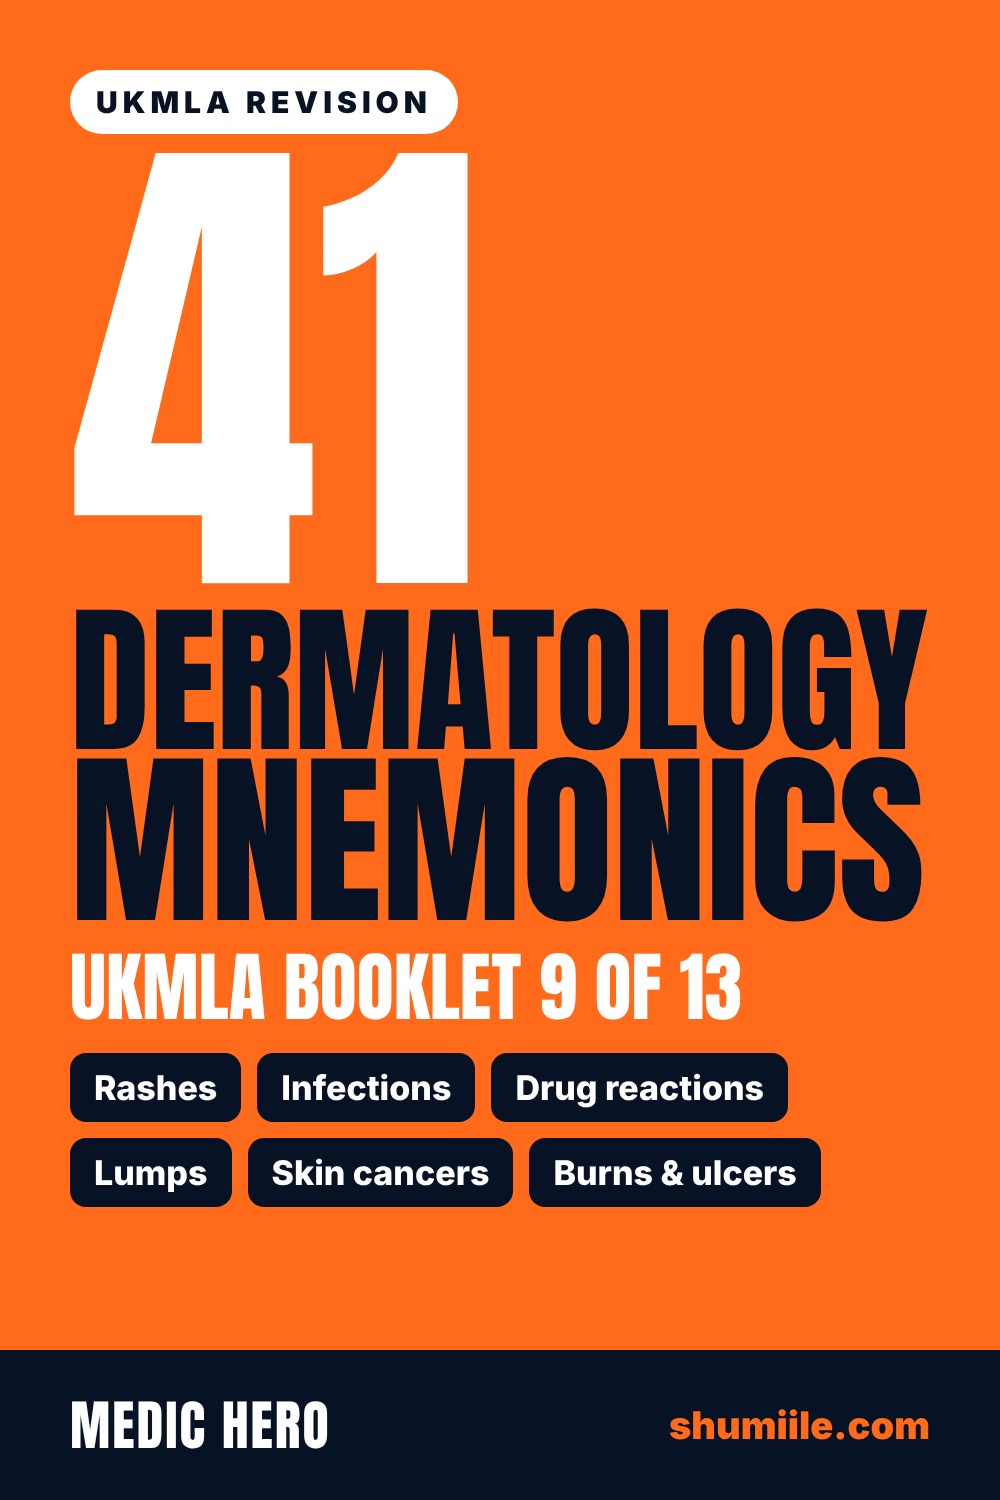 UKMLA REVISION
41
DERMATOLOGY
MNEMONICS
UKMLA BOOKLET 9 OF 13
Rashes Infections Drug reactions
Lumps Skin cancers Burns & ulcers
MEDIC HERO shumiile.com